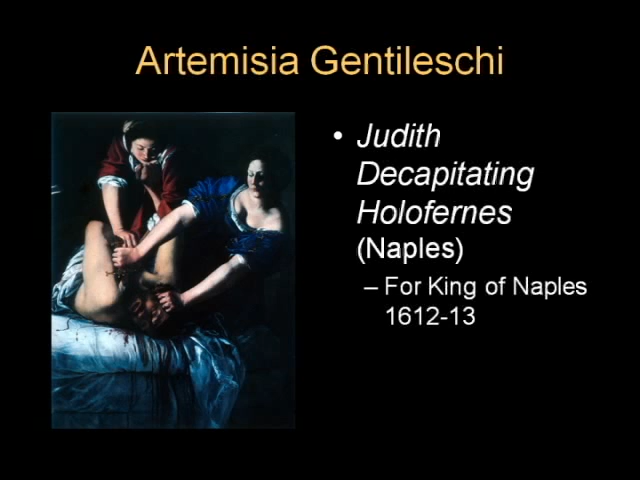 Artemisia Gentileschi
• Judith
Decapitating
Holofernes
(Naples)
– For King of Naples
1612-13